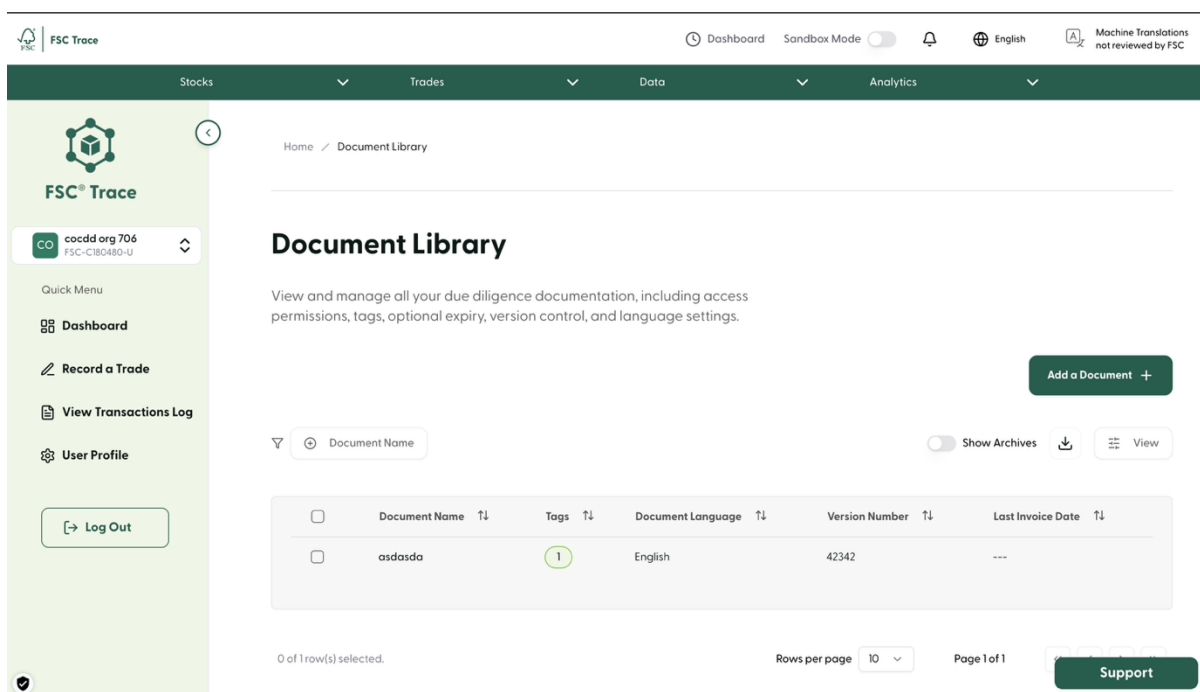 FSC
FSC Trace
Dashboard
Sandbox Mode
English
Machine Translations
not reviewed by FSC
Stocks
Trades
Data
Analytics
FSC® Trace
CO
cocdd org 706
FSC-C180480-U
Quick Menu
Dashboard
Record a Trade
View Transactions Log
User Profile
Log Out
Home / Document Library
Document Library
View and manage all your due diligence documentation, including access
permissions, tags, optional expiry, version control, and language settings.
Add a Document +
Document Name
Show Archives
View
Document Name Tags Document Language Version Number Last Invoice Date
asdasda 1 English 42342 ---
0 of 1 row(s) selected.
Rows per page 10 Page 1 of 1
Support